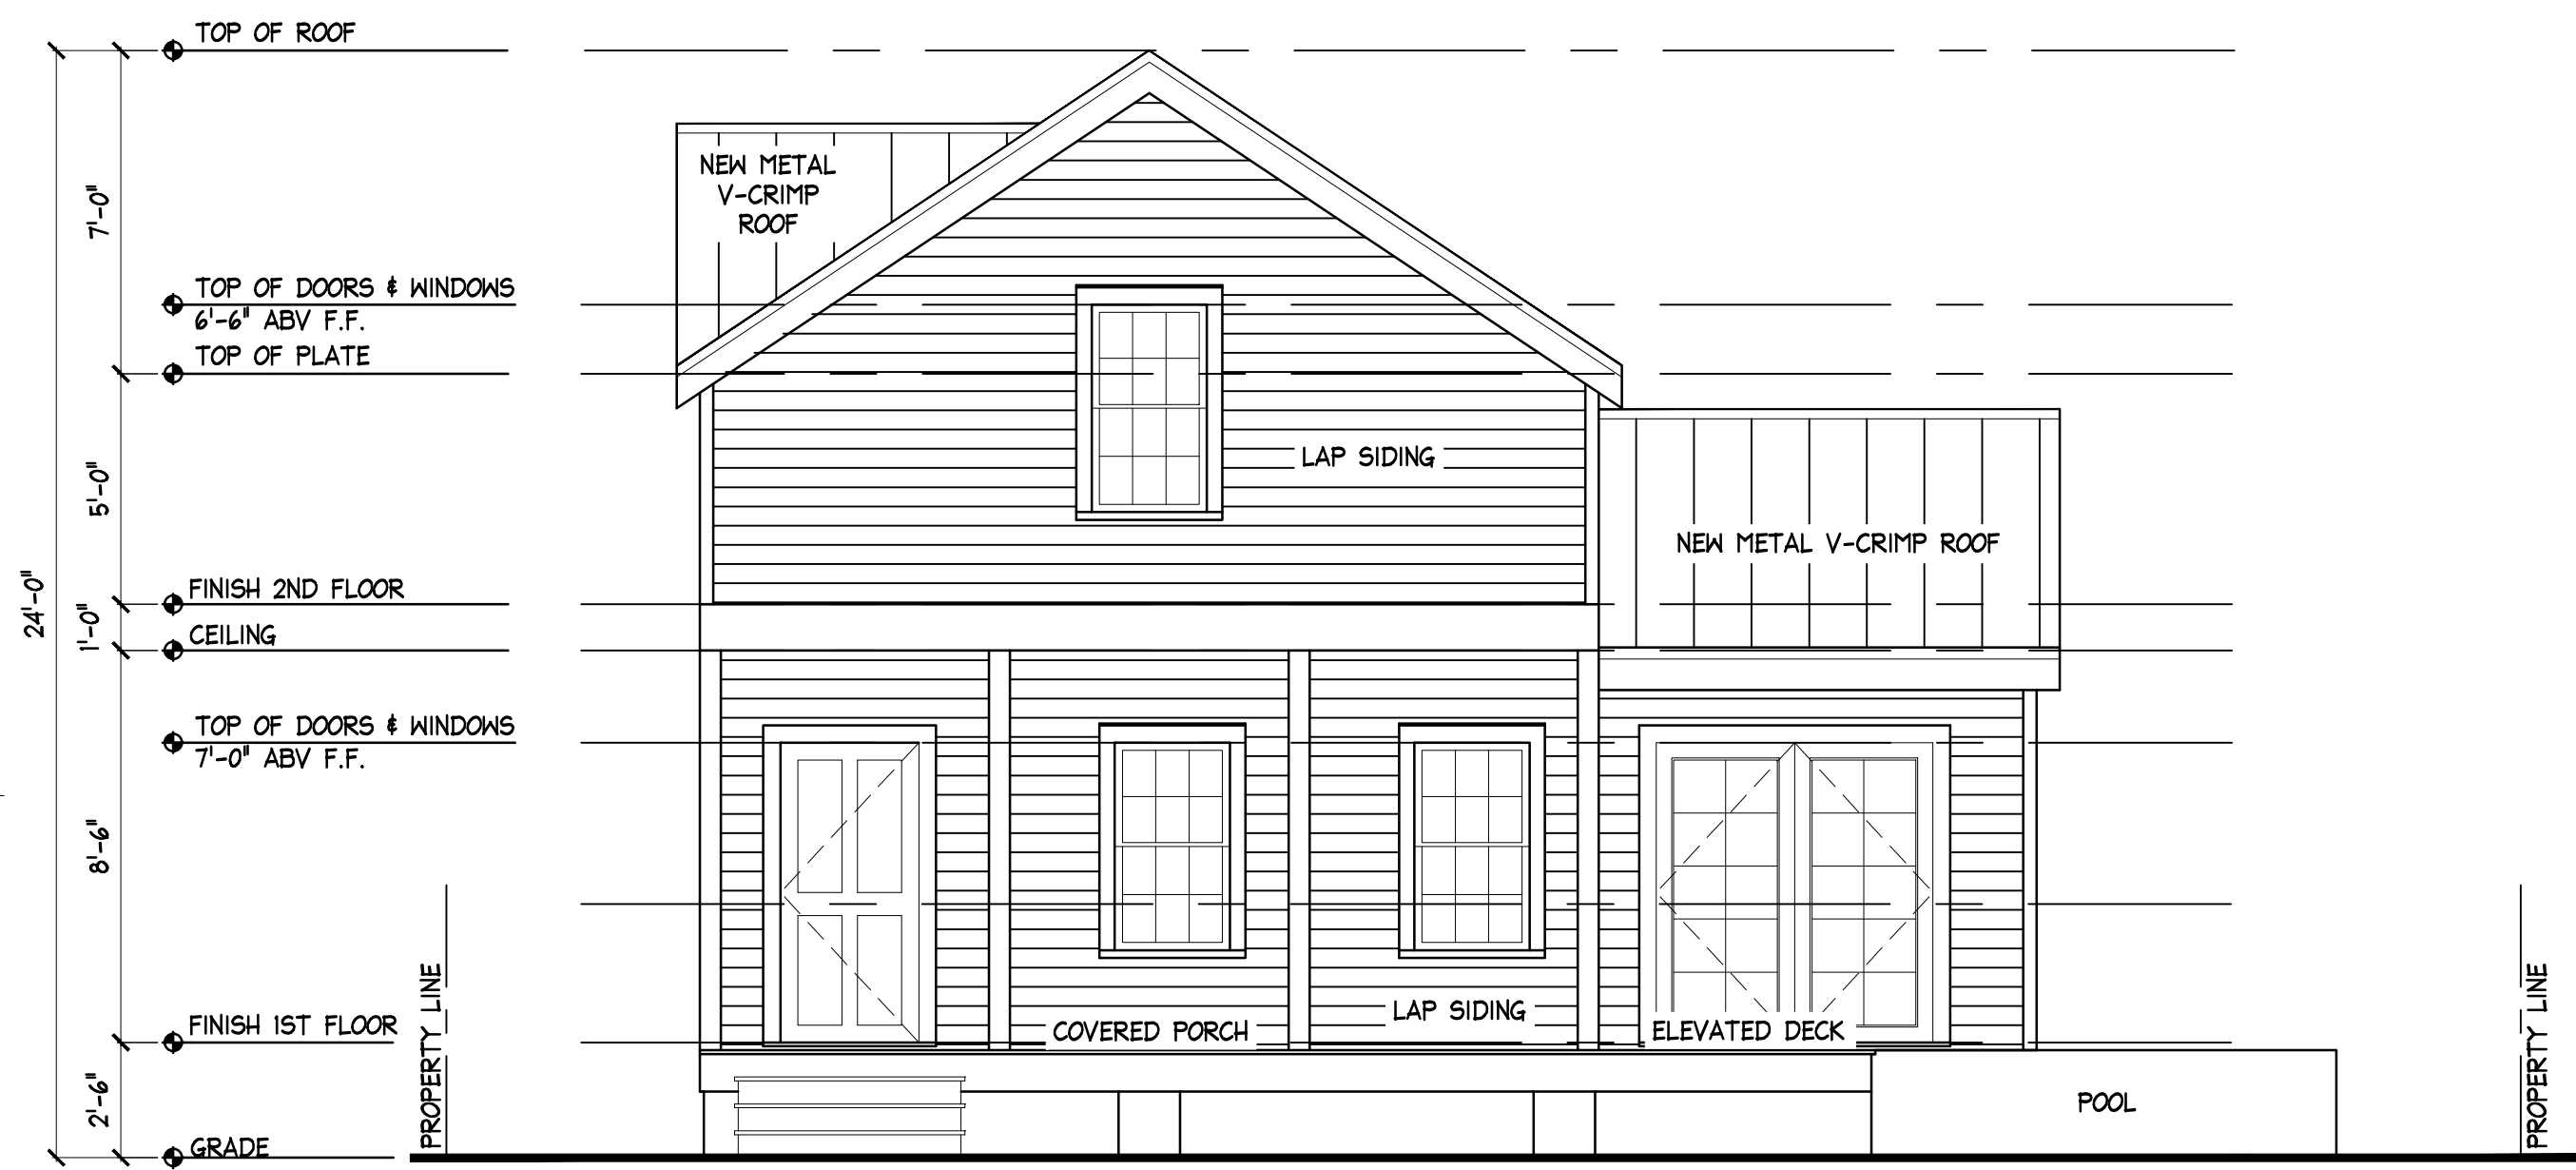 TOP OF ROOF
7'-0"
NEW METAL
V-CRIMP
ROOF
TOP OF DOORS & WINDOWS
6'-6" ABV F.F.
TOP OF PLATE
5'-0"
LAP SIDING
NEW METAL V-CRIMP ROOF
24'-0"
FINISH 2ND FLOOR
1'-0"
CEILING
TOP OF DOORS & WINDOWS
7'-0" ABV F.F.
8'-6"
FINISH 1ST FLOOR
PROPERTY LINE
COVERED PORCH
LAP SIDING
ELEVATED DECK
PROPERTY LINE
2'-6"
POOL
GRADE